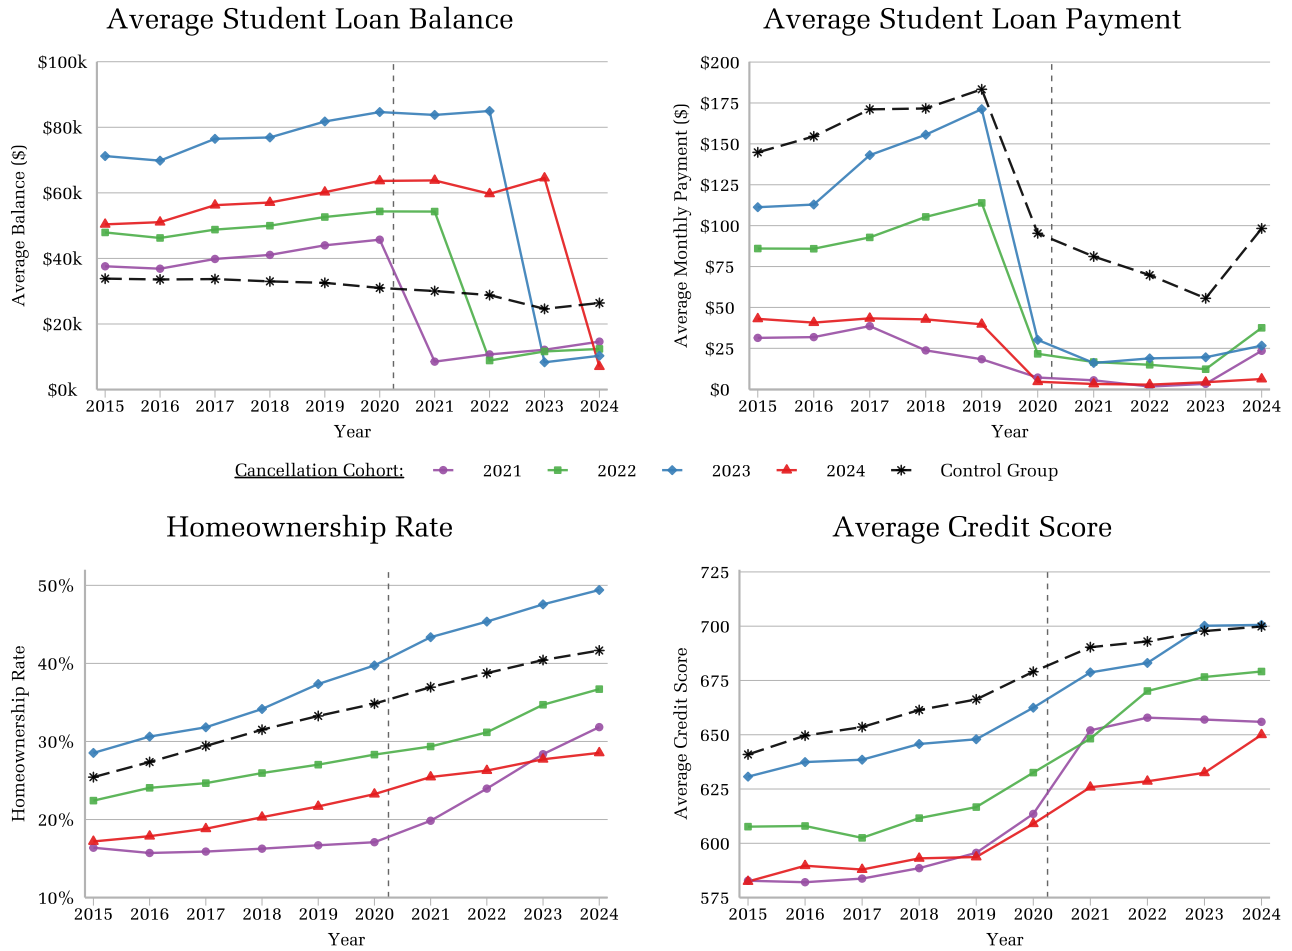 Average Student Loan Balance
Average Student Loan Payment
$100k
$80k
$60k
$40k
$20k
$0k
Average Balance ($)
2015 2016 2017 2018 2019 2020 2021 2022 2023 2024
Year
$200
$175
$150
$125
$100
$75
$50
$25
$0
Average Monthly Payment ($)
2015 2016 2017 2018 2019 2020 2021 2022 2023 2024
Year
Cancellation Cohort: 2021 2022 2023 2024 Control Group
Homeownership Rate
Average Credit Score
50%
40%
30%
20%
10%
Homeownership Rate
2015 2016 2017 2018 2019 2020 2021 2022 2023 2024
Year
725
700
675
650
625
600
575
Average Credit Score
2015 2016 2017 2018 2019 2020 2021 2022 2023 2024
Year